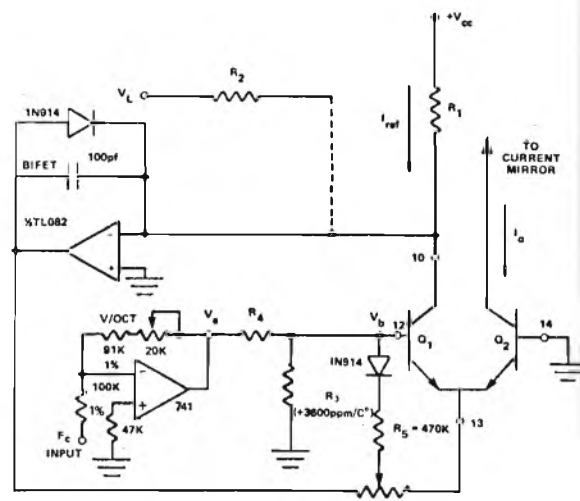 +Vcc
VL
R2
1N914
Iref
R1
BIFET
100pf
TO
CURRENT
MIRROR
½TL082
-
+
Io
10
V/OCT
Va
R4
Vb
12
14
Q1
Q2
91K
20K
1%
100K
-
+
1N914
R3
(+3600ppm/C°)
1%
741
47K
R5 = 470K
13
Fc
INPUT